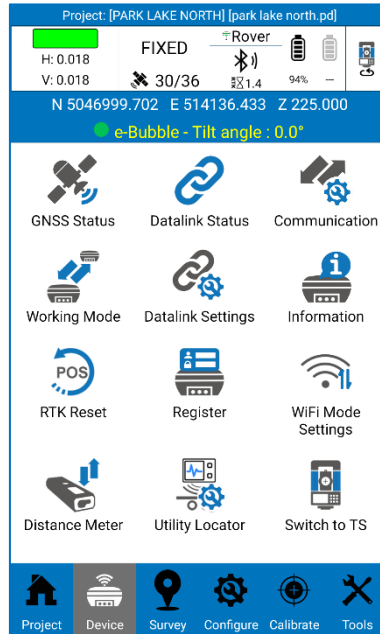 Project: [PARK LAKE NORTH] [park lake north.pd]
FIXED
Rover
H: 0.018
V: 0.018
30/36
1.4
94%
--
N 5046999.702 E 514136.433 Z 225.000
e-Bubble - Tilt angle : 0.0°
GNSS Status
Datalink Status
Communication
Working Mode
Datalink Settings
Information
POS
RTK Reset
Register
WiFi Mode
Settings
Distance Meter
Utility Locator
Switch to TS
Project
Device
Survey
Configure
Calibrate
Tools